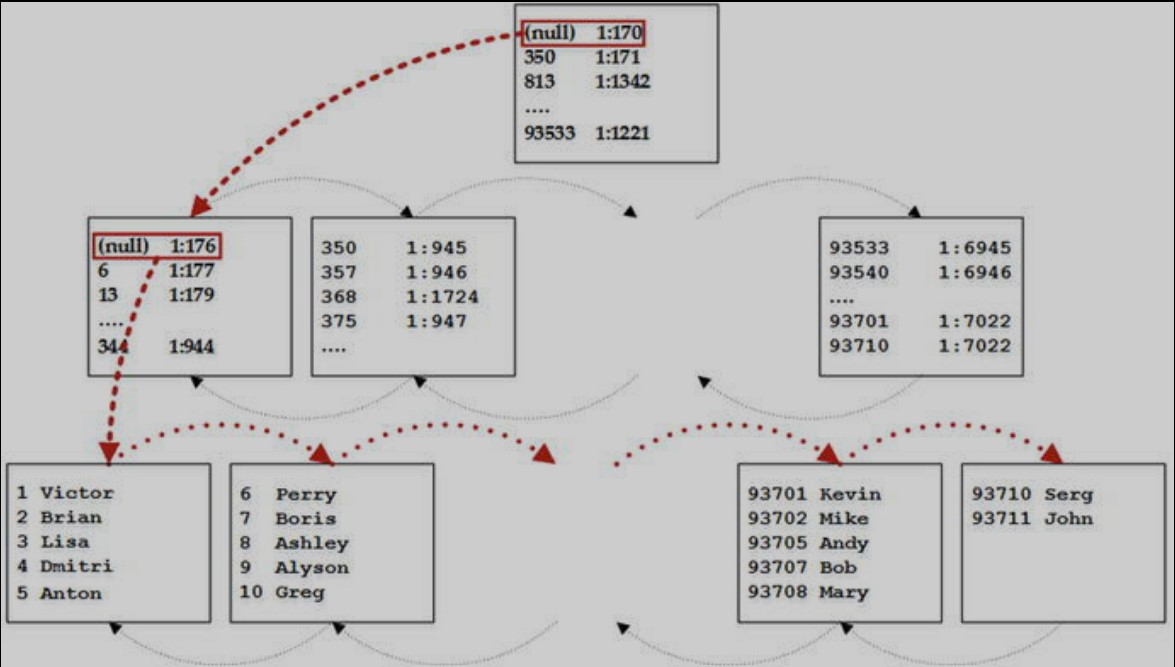 (null) 1:170
350 1:171
813 1:1342
....
93533 1:1221
(null) 1:176
6 1:177
13 1:179
....
344 1:944
350 1:945
357 1:946
368 1:1724
375 1:947
....
93533 1:6945
93540 1:6946
....
93701 1:7022
93710 1:7022
1 Victor
2 Brian
3 Lisa
4 Dmitri
5 Anton
6 Perry
7 Boris
8 Ashley
9 Alyson
10 Greg
93701 Kevin
93702 Mike
93705 Andy
93707 Bob
93708 Mary
93710 Serg
93711 John